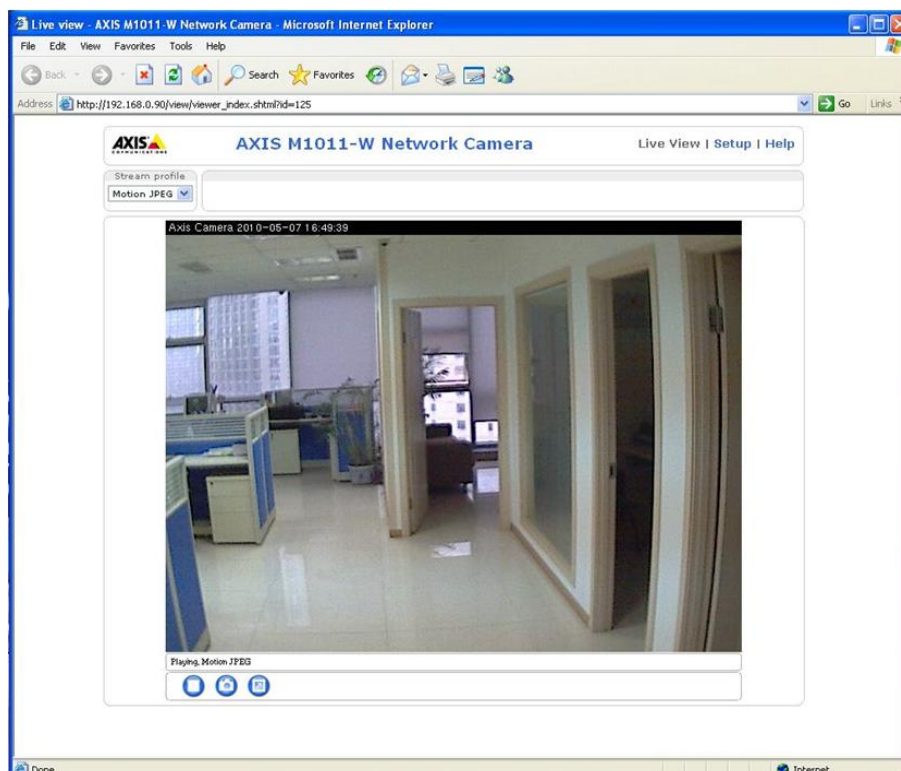 Live view - AXIS M1011-W Network Camera - Microsoft Internet Explorer
File Edit View Favorites Tools Help
Back Search Favorites
Address http://192.168.0.90/view/viewer_index.shtml?id=125 Go Links
AXIS COMMUNICATIONS AXIS M1011-W Network Camera Live View | Setup | Help
Stream profile
Motion JPEG
Axis Camera 2010-05-07 16:49:39
Playing, Motion JPEG
Done Internet